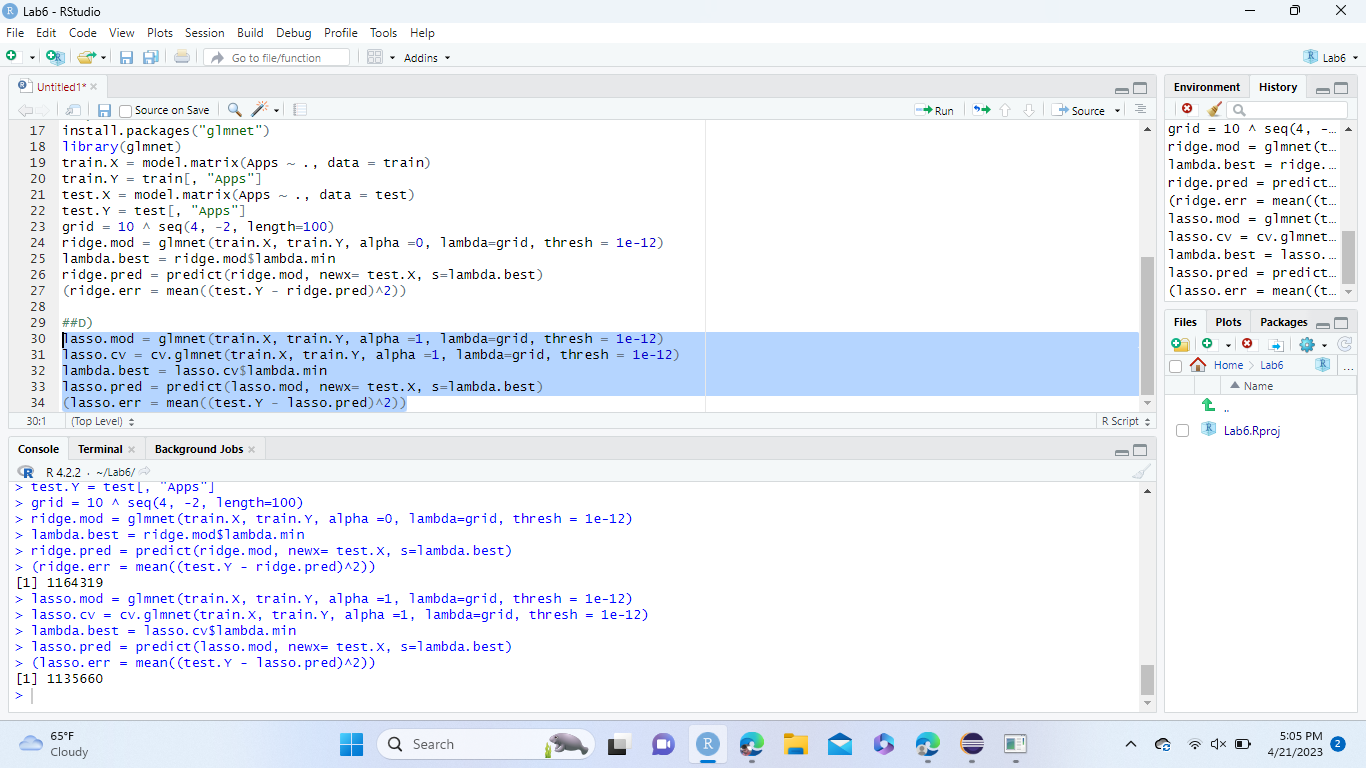 Lab6 - RStudio
File Edit Code View Plots Session Build Debug Profile Tools Help
Go to file/function Addins Lab6
Untitled1*
Source on Save Run Source
17 install.packages("glmnet")
18 library(glmnet)
19 train.X = model.matrix(Apps ~ ., data = train)
20 train.Y = train[, "Apps"]
21 test.X = model.matrix(Apps ~ ., data = test)
22 test.Y = test[, "Apps"]
23 grid = 10 ^ seq(4, -2, length=100)
24 ridge.mod = glmnet(train.X, train.Y, alpha =0, lambda=grid, thresh = 1e-12)
25 lambda.best = ridge.mod$lambda.min
26 ridge.pred = predict(ridge.mod, newx= test.X, s=lambda.best)
27 (ridge.err = mean((test.Y - ridge.pred)^2))
28
29 ##D)
30 lasso.mod = glmnet(train.X, train.Y, alpha =1, lambda=grid, thresh = 1e-12)
31 lasso.cv = cv.glmnet(train.X, train.Y, alpha =1, lambda=grid, thresh = 1e-12)
32 lambda.best = lasso.cv$lambda.min
33 lasso.pred = predict(lasso.mod, newx= test.X, s=lambda.best)
34 (lasso.err = mean((test.Y - lasso.pred)^2))
30:1 (Top Level) R Script
Console Terminal Background Jobs
R 4.2.2 · ~/Lab6/
> test.Y = test[, "Apps"]
> grid = 10 ^ seq(4, -2, length=100)
> ridge.mod = glmnet(train.X, train.Y, alpha =0, lambda=grid, thresh = 1e-12)
> lambda.best = ridge.mod$lambda.min
> ridge.pred = predict(ridge.mod, newx= test.X, s=lambda.best)
> (ridge.err = mean((test.Y - ridge.pred)^2))
[1] 1164319
> lasso.mod = glmnet(train.X, train.Y, alpha =1, lambda=grid, thresh = 1e-12)
> lasso.cv = cv.glmnet(train.X, train.Y, alpha =1, lambda=grid, thresh = 1e-12)
> lambda.best = lasso.cv$lambda.min
> lasso.pred = predict(lasso.mod, newx= test.X, s=lambda.best)
> (lasso.err = mean((test.Y - lasso.pred)^2))
[1] 1135660
>
Environment History
grid = 10 ^ seq(4, -…
ridge.mod = glmnet(t…
lambda.best = ridge.…
ridge.pred = predict…
(ridge.err = mean((t…
lasso.mod = glmnet(t…
lasso.cv = cv.glmnet…
lambda.best = lasso.…
lasso.pred = predict…
(lasso.err = mean((t…
Files Plots Packages
Home Lab6 ...
Name
..
Lab6.Rproj
65°F
Cloudy
Search
5:05 PM
4/21/2023
2